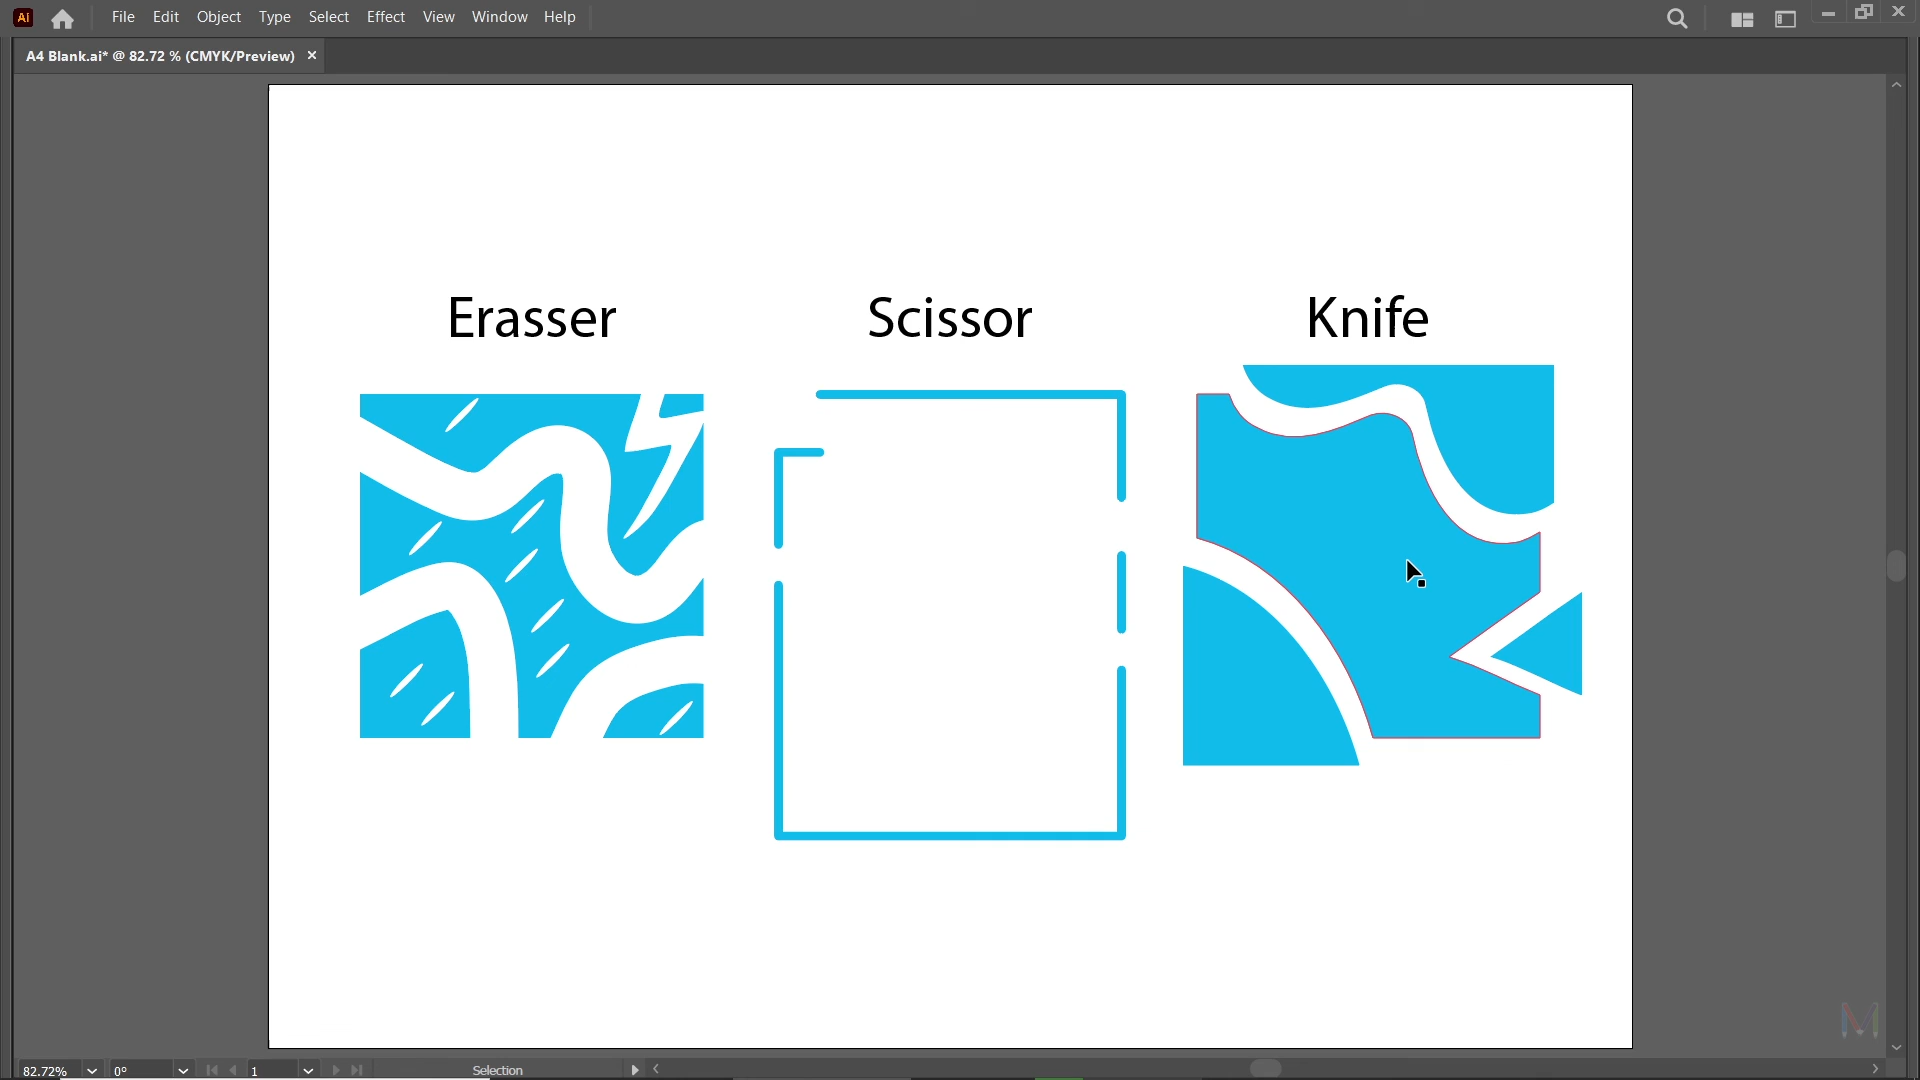 Ai File Edit Object Type Select Effect View Window Help
A4 Blank.ai* @ 82.72 % (CMYK/Preview) ×
Erasser Scissor Knife
M
82.72% 0° 1 Selection